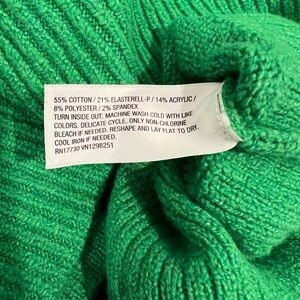 55% COTTON / 21% ELASTERELL-P / 14% ACRYLIC /
8% POLYESTER / 2% SPANDEX
TURN INSIDE OUT. MACHINE WASH COLD WITH LIKE
COLORS. DELICATE CYCLE. ONLY NON-CHLORINE
BLEACH IF NEEDED. RESHAPE AND LAY FLAT TO DRY.
COOL IRON IF NEEDED.
RN17730 VN1298251